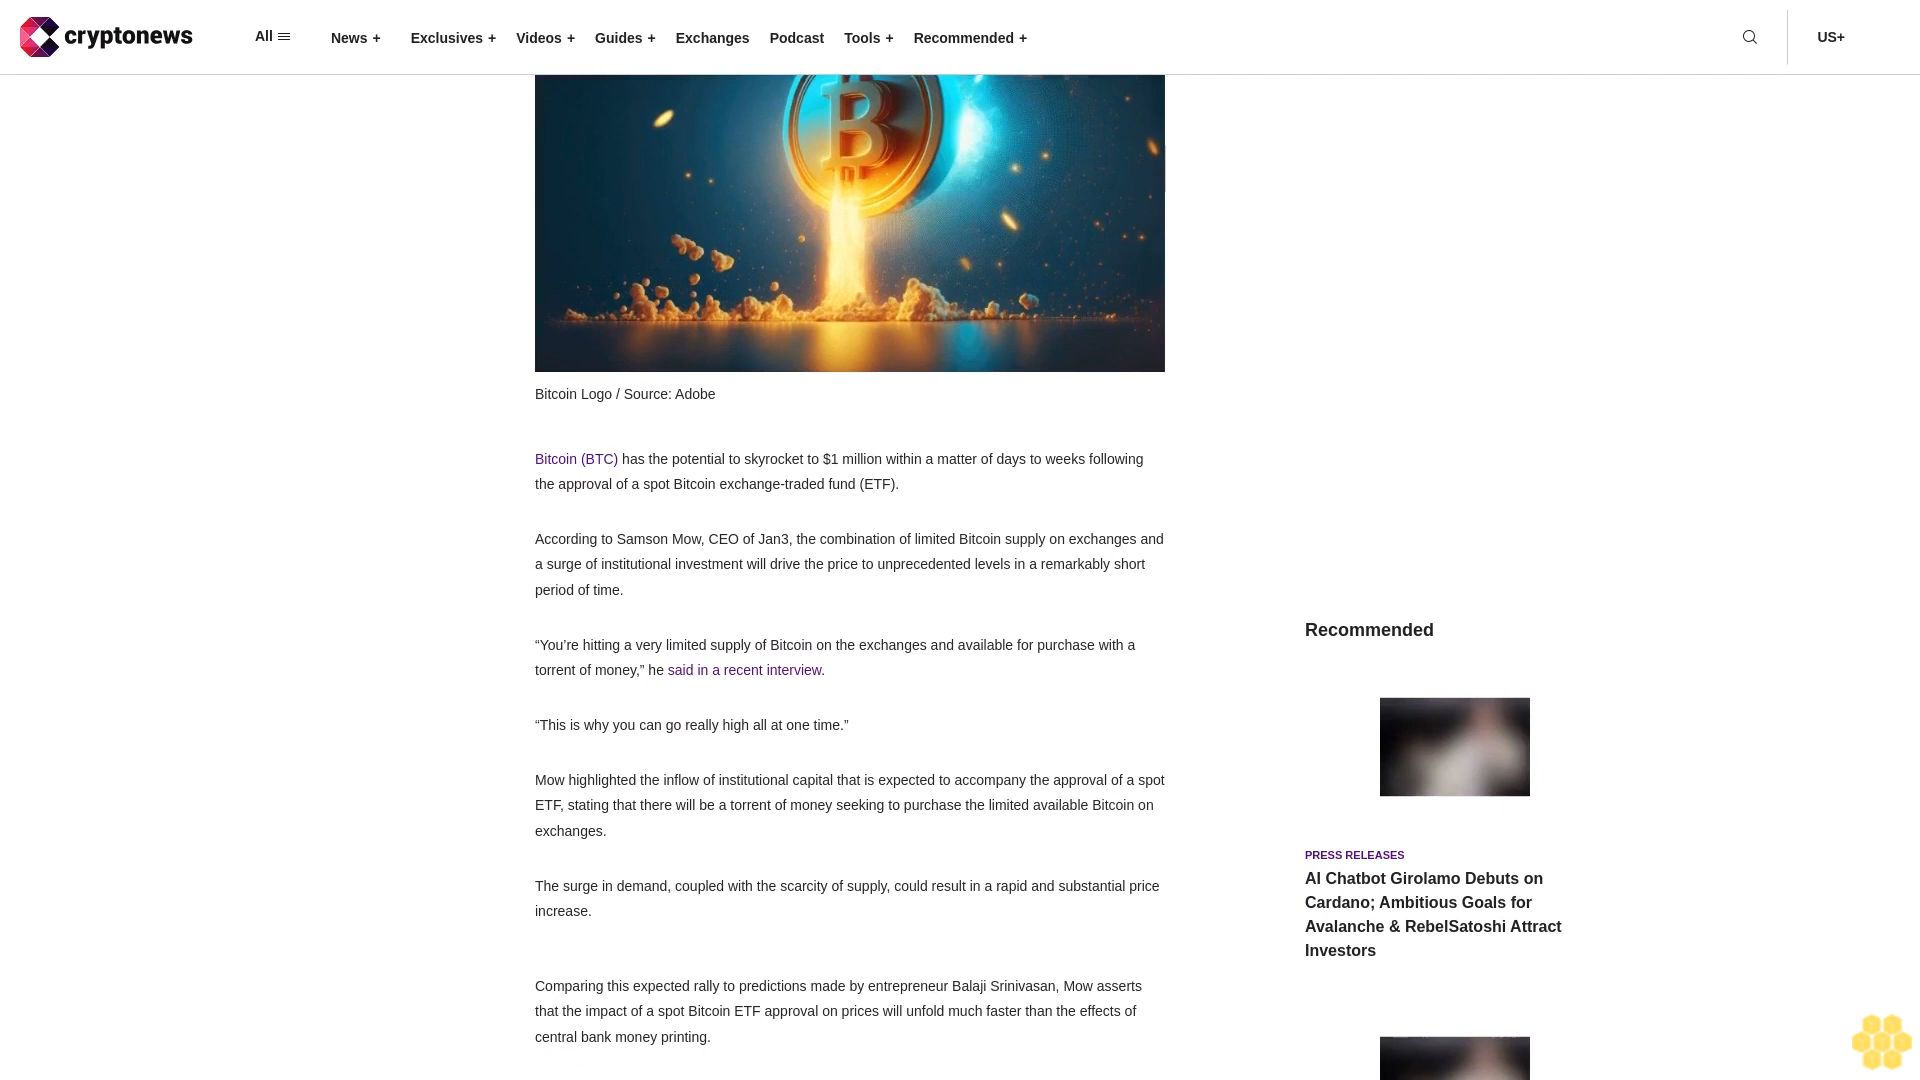 cryptonews
All
News +
Exclusives +
Videos +
Guides +
Exchanges
Podcast
Tools +
Recommended +
US+
Bitcoin Logo / Source: Adobe
Bitcoin (BTC) has the potential to skyrocket to $1 million within a matter of days to weeks following
the approval of a spot Bitcoin exchange-traded fund (ETF).
According to Samson Mow, CEO of Jan3, the combination of limited Bitcoin supply on exchanges and
a surge of institutional investment will drive the price to unprecedented levels in a remarkably short
period of time.
“You’re hitting a very limited supply of Bitcoin on the exchanges and available for purchase with a
torrent of money,” he said in a recent interview.
“This is why you can go really high all at one time.”
Mow highlighted the inflow of institutional capital that is expected to accompany the approval of a spot
ETF, stating that there will be a torrent of money seeking to purchase the limited available Bitcoin on
exchanges.
The surge in demand, coupled with the scarcity of supply, could result in a rapid and substantial price
increase.
Comparing this expected rally to predictions made by entrepreneur Balaji Srinivasan, Mow asserts
that the impact of a spot Bitcoin ETF approval on prices will unfold much faster than the effects of
central bank money printing.
Recommended
PRESS RELEASES
AI Chatbot Girolamo Debuts on
Cardano; Ambitious Goals for
Avalanche & RebelSatoshi Attract
Investors